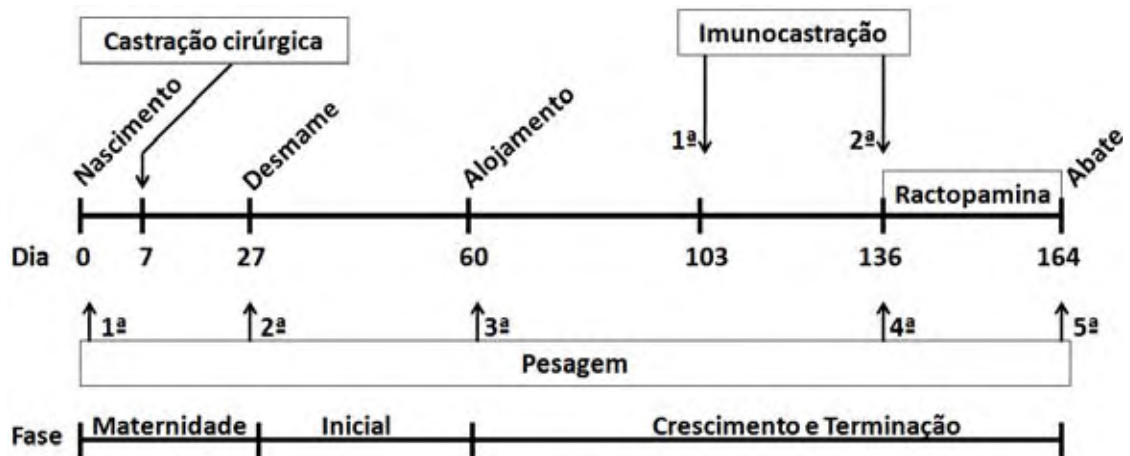 Castração cirúrgica
Imunocastração
Nascimento
Desmame
Alojamento
1ª
2ª
Abate
Ractopamina
Dia 0 7 27 60 103 136 164
1ª 2ª 3ª 4ª 5ª
Pesagem
Fase Maternidade Inicial Crescimento e Terminação